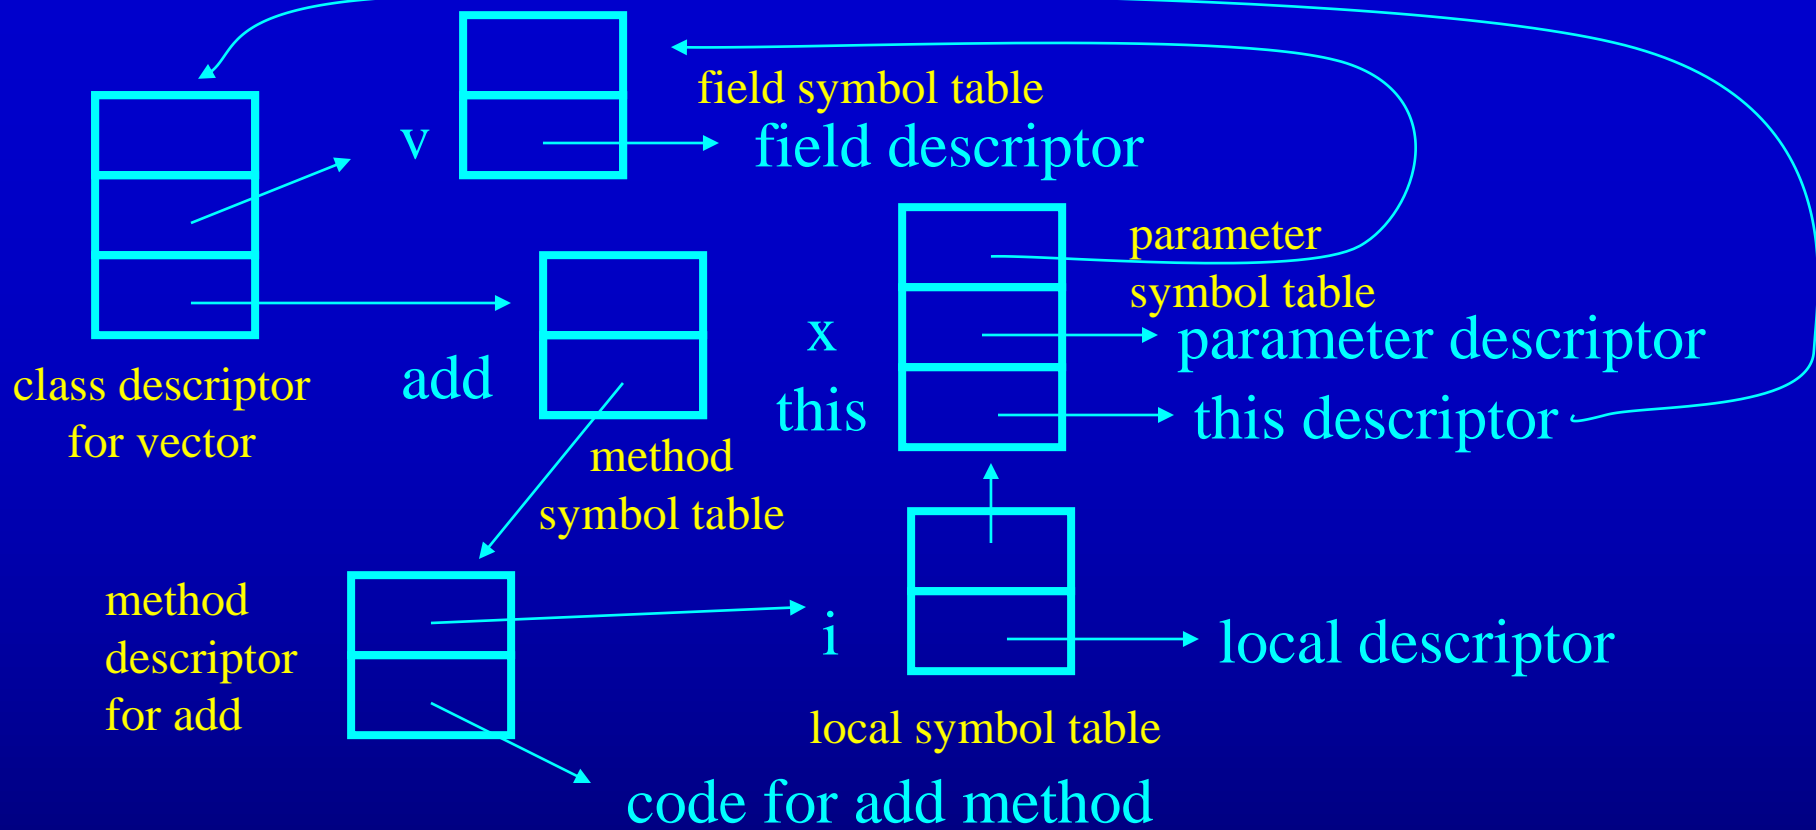 field symbol table
v
field descriptor
parameter
symbol table
x
parameter descriptor
class descriptor
for vector
add
this
this descriptor
method
symbol table
method
descriptor
for add
i
local descriptor
local symbol table
code for add method